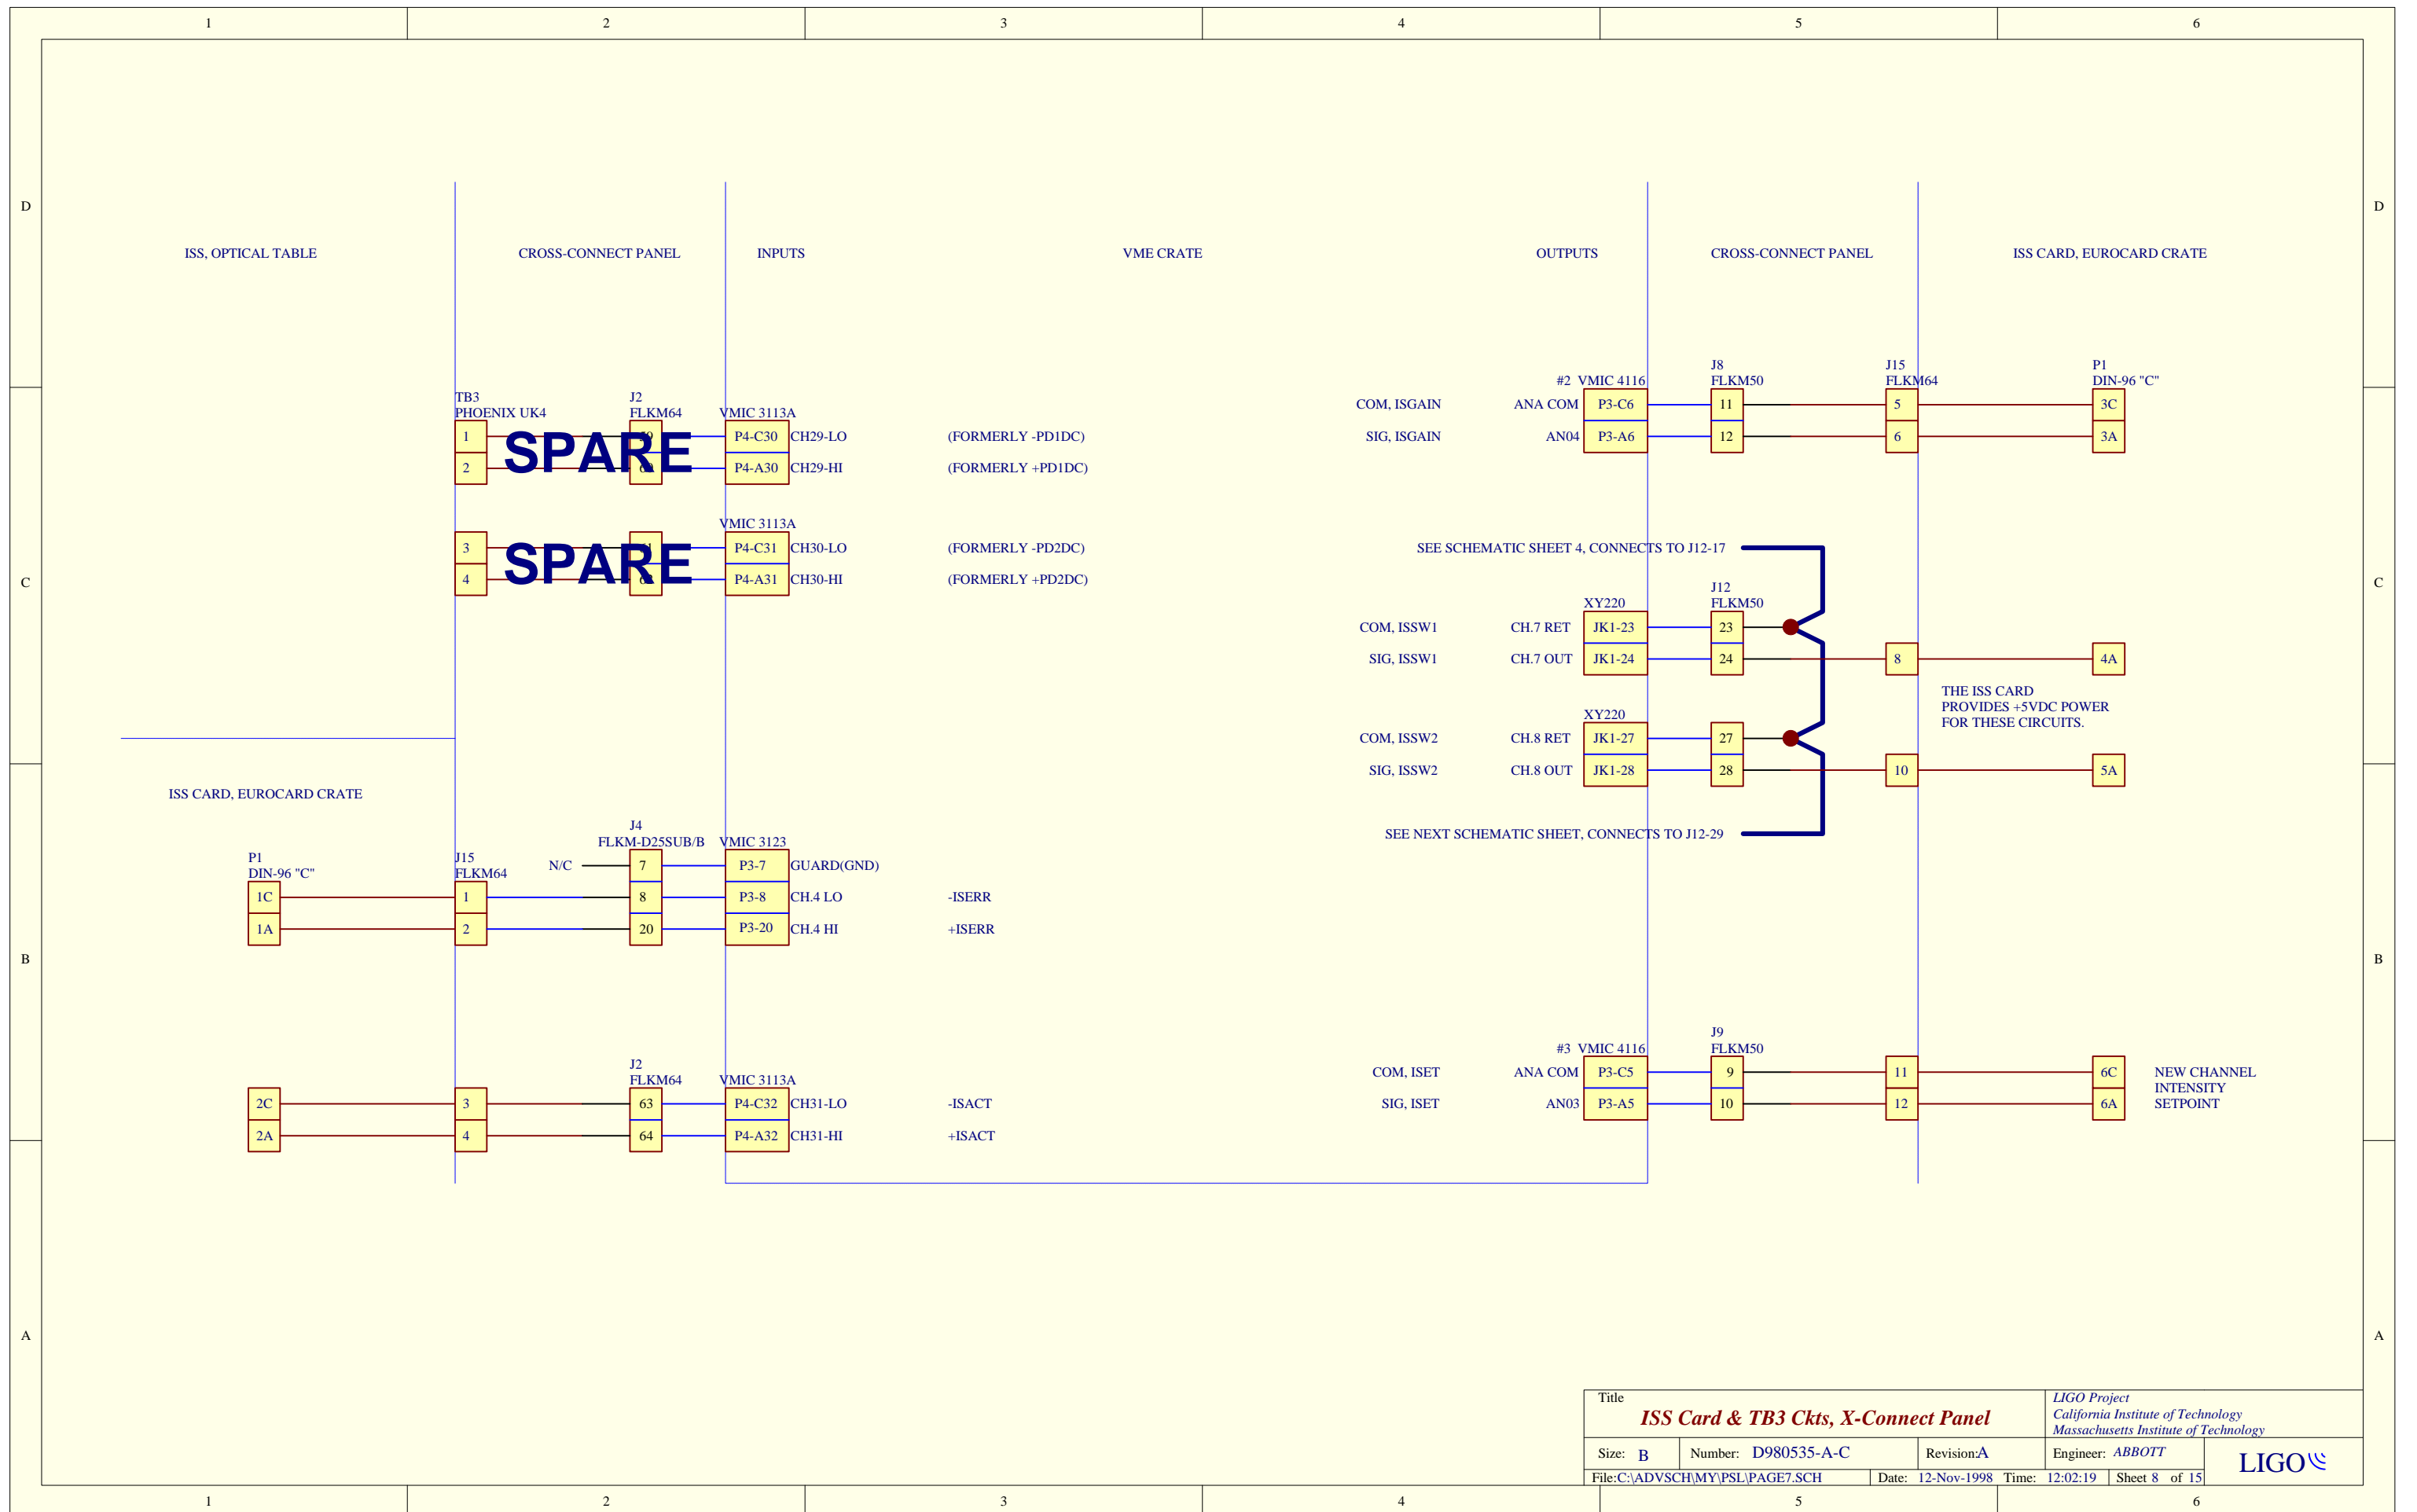 1 2 3 4 5 6
D D
ISS, OPTICAL TABLE CROSS-CONNECT PANEL INPUTS VME CRATE OUTPUTS CROSS-CONNECT PANEL ISS CARD, EUROCARD CRATE
TB3
PHOENIX UK4
J2
FLKM64
VMIC 3113A
1 P4-C30 CH29-LO (FORMERLY -PD1DC)
SPARE
2 P4-A30 CH29-HI (FORMERLY +PD1DC)
VMIC 3113A
3 P4-C31 CH30-LO (FORMERLY -PD2DC)
SPARE
4 P4-A31 CH30-HI (FORMERLY +PD2DC)
J8
#2 VMIC 4116 FLKM50
J15
FLKM64
P1
DIN-96 "C"
COM, ISGAIN ANA COM P3-C6 11 5 3C
SIG, ISGAIN AN04 P3-A6 12 6 3A
SEE SCHEMATIC SHEET 4, CONNECTS TO J12-17
C C
J12
XY220 FLKM50
COM, ISSW1 CH.7 RET JK1-23 23
SIG, ISSW1 CH.7 OUT JK1-24 24 8 4A
THE ISS CARD
PROVIDES +5VDC POWER
FOR THESE CIRCUITS.
XY220
COM, ISSW2 CH.8 RET JK1-27 27
SIG, ISSW2 CH.8 OUT JK1-28 28 10 5A
SEE NEXT SCHEMATIC SHEET, CONNECTS TO J12-29
ISS CARD, EUROCARD CRATE
P1
DIN-96 "C"
J15
FLKM64
J4
FLKM-D25SUB/B VMIC 3123
N/C 7 P3-7 GUARD(GND)
1C 1 8 P3-8 CH.4 LO -ISERR
1A 2 20 P3-20 CH.4 HI +ISERR
B B
J2
FLKM64 VMIC 3113A
2C 3 63 P4-C32 CH31-LO -ISACT
2A 4 64 P4-A32 CH31-HI +ISACT
J9
#3 VMIC 4116 FLKM50
COM, ISET ANA COM P3-C5 9 11 6C
SIG, ISET AN03 P3-A5 10 12 6A
NEW CHANNEL
INTENSITY
SETPOINT
A A
Title
ISS Card & TB3 Ckts, X-Connect Panel
LIGO Project
California Institute of Technology
Massachusetts Institute of Technology
Size: B Number: D980535-A-C Revision:A Engineer: ABBOTT
LIGO
File:C:\ADVSCH\MY\PSL\PAGE7.SCH Date: 12-Nov-1998 Time: 12:02:19 Sheet 8 of 15
1 2 3 4 5 6